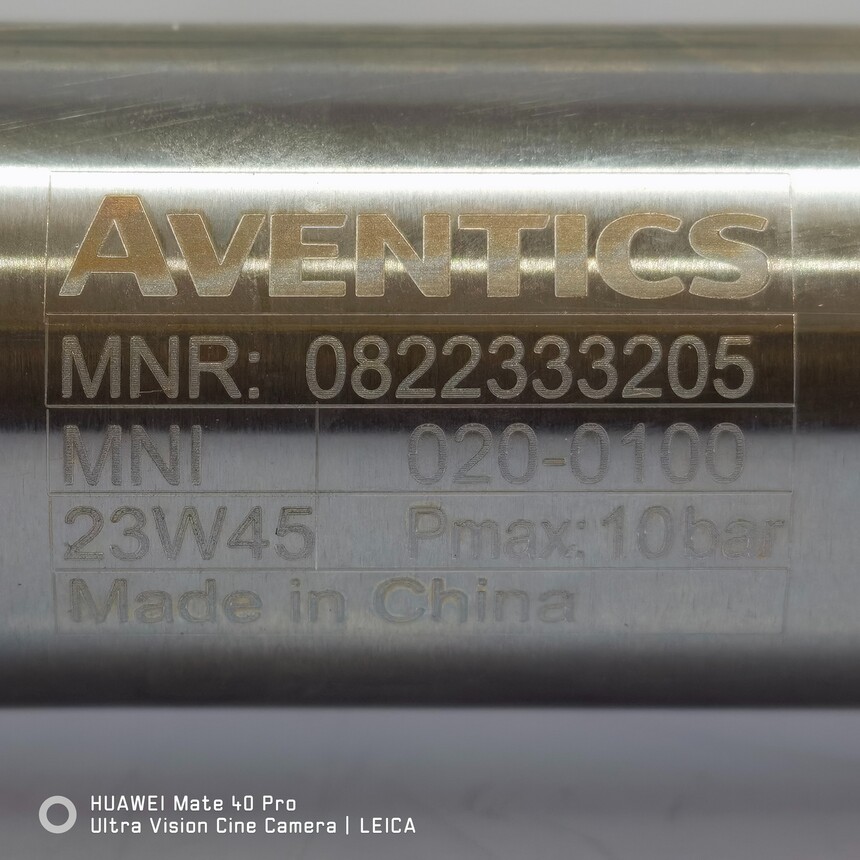 AVENTICS
MNR: 0822333205
MNI 020-0100
23W45 Pmax: 10bar
Made in China
HUAWEI Mate 40 Pro
Ultra Vision Cine Camera | LEICA